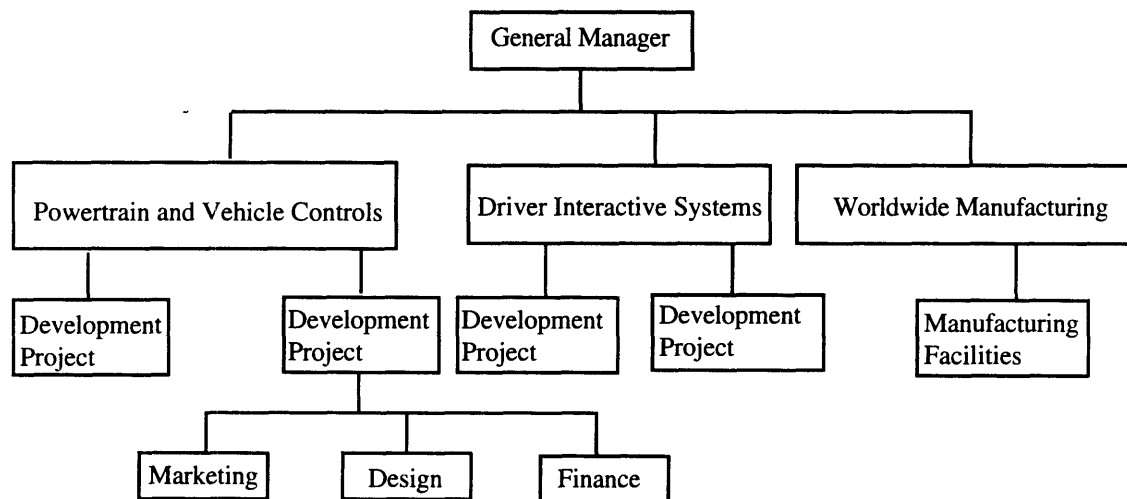 General Manager
Powertrain and Vehicle Controls
Driver Interactive Systems
Worldwide Manufacturing
Development
Project
Development
Project
Development
Project
Development
Project
Manufacturing
Facilities
Marketing
Design
Finance